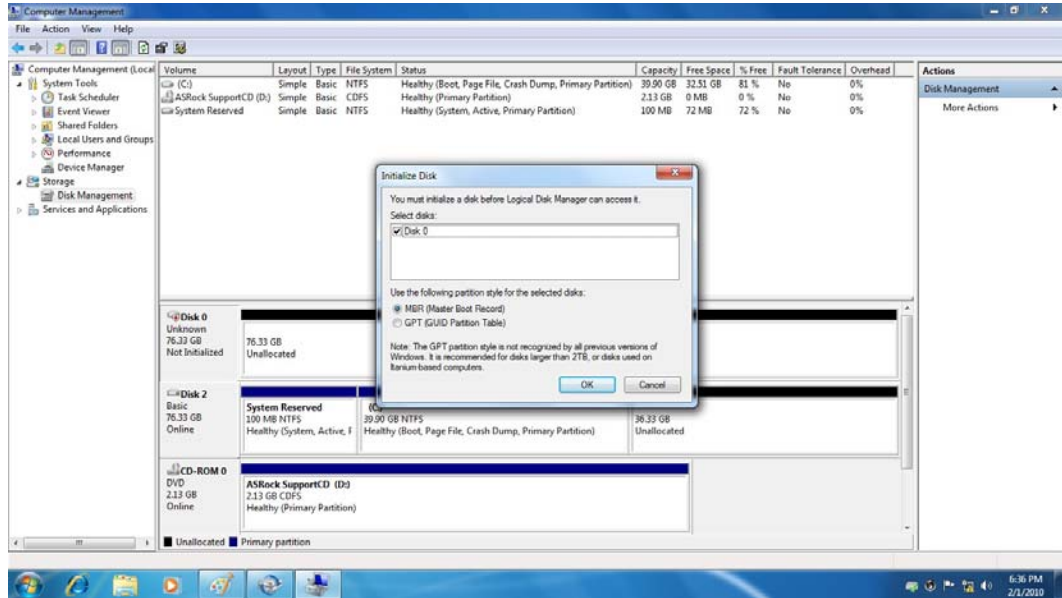 Computer Management
File Action View Help
Computer Management (Local
System Tools
Task Scheduler
Event Viewer
Shared Folders
Local Users and Groups
Performance
Device Manager
Storage
Disk Management
Services and Applications
Volume Layout Type File System Status Capacity Free Space % Free Fault Tolerance Overhead
(C:) Simple Basic NTFS Healthy (Boot, Page File, Crash Dump, Primary Partition) 39.90 GB 32.51 GB 81 % No 0%
ASRock SupportCD (D:) Simple Basic CDFS Healthy (Primary Partition) 2.13 GB 0 MB 0 % No 0%
System Reserved Simple Basic NTFS Healthy (System, Active, Primary Partition) 100 MB 72 MB 72 % No 0%
Actions
Disk Management
More Actions
Initialize Disk
You must initialize a disk before Logical Disk Manager can access it.
Select disks:
Disk 0
Use the following partition style for the selected disks:
MBR (Master Boot Record)
GPT (GUID Partition Table)
Note: The GPT partition style is not recognized by all previous versions of
Windows. It is recommended for disks larger than 2TB, or disks used on
Itanium-based computers.
OK Cancel
Disk 0
Unknown
76.33 GB
Not Initialized
76.33 GB
Unallocated
Disk 2
Basic
76.33 GB
Online
System Reserved
100 MB NTFS
Healthy (System, Active, P
(C:)
39.90 GB NTFS
Healthy (Boot, Page File, Crash Dump, Primary Partition)
36.33 GB
Unallocated
CD-ROM 0
DVD
2.13 GB
Online
ASRock SupportCD (D:)
2.13 GB CDFS
Healthy (Primary Partition)
Unallocated Primary partition
6:36 PM
2/1/2010